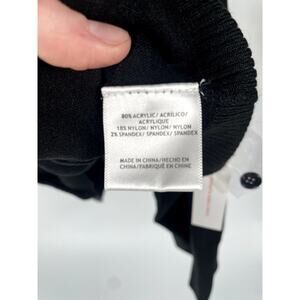 80% ACRYLIC/ ACRÍLICO/
ACRYLIQUE
18% NYLON/ NYLON/ NYLON
2% SPANDEX/ SPANDEX/ SPANDEX
MADE IN CHINA/HECHO EN
CHINA/FABRIQUÉ EN CHINE